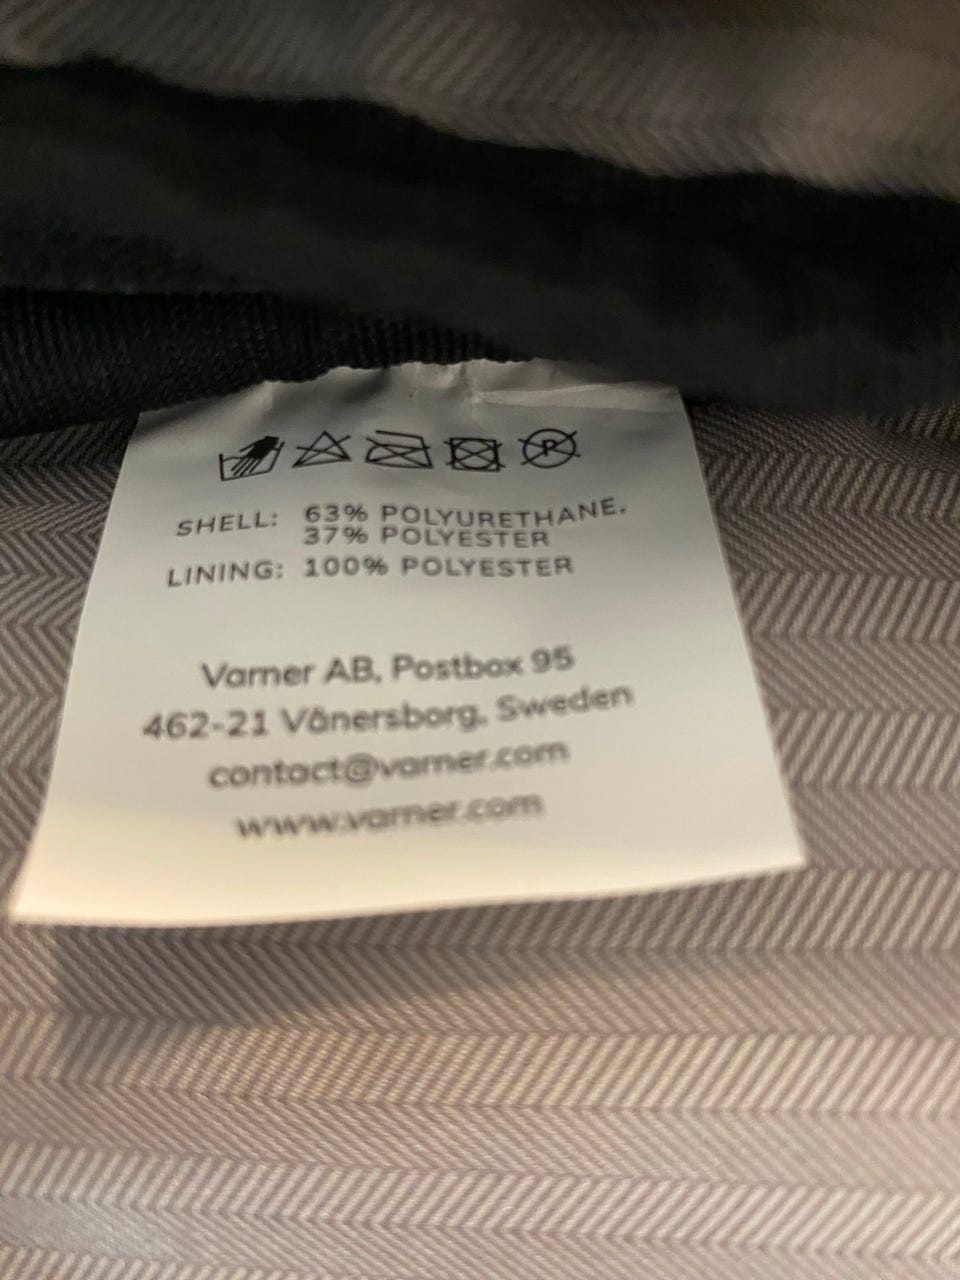 P
SHELL: 63% POLYURETHANE.
37% POLYESTER
LINING: 100% POLYESTER
Varner AB, Postbox 95
462-21 Vänersborg, Sweden
contact@varner.com
www.varner.com